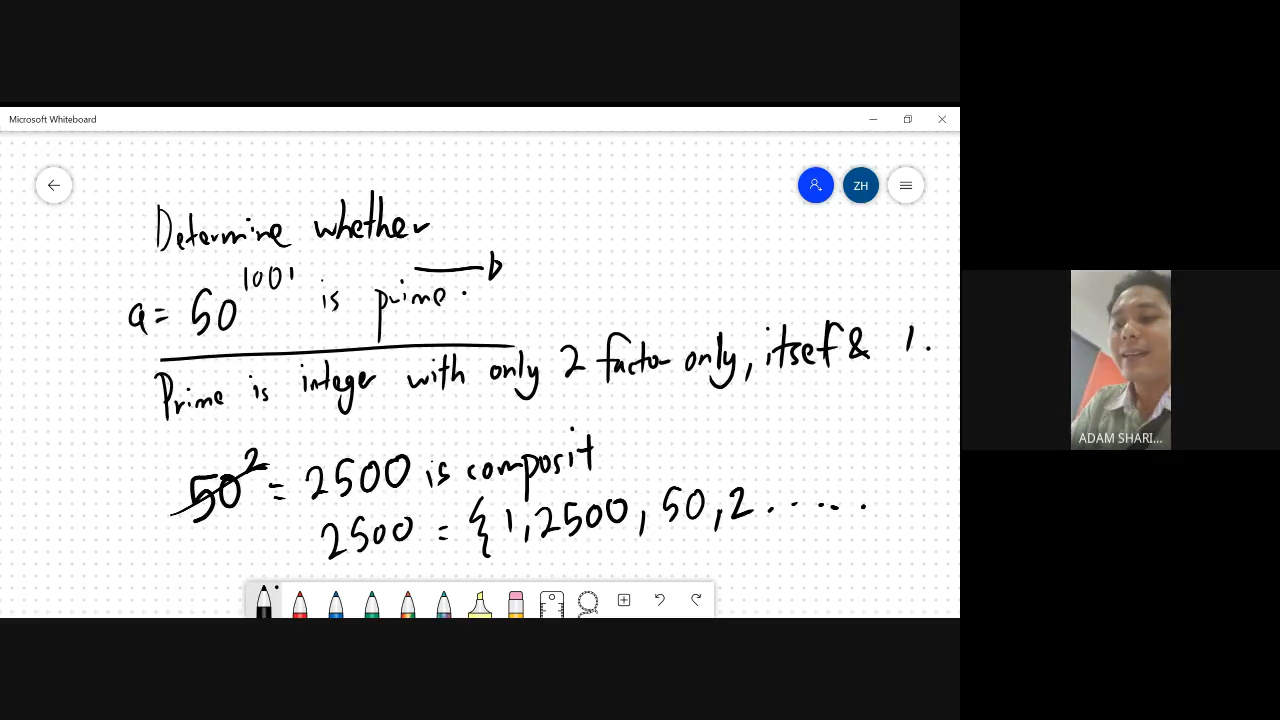 Microsoft Whiteboard
ZH
Determine whether
a = 50^1001 is prime.
Prime is integer with only 2 factor only, itsef & 1.
50^2 = 2500 is composit
2500 = { 1, 2500, 50, 2 . . . . .
ADAM SHARI...